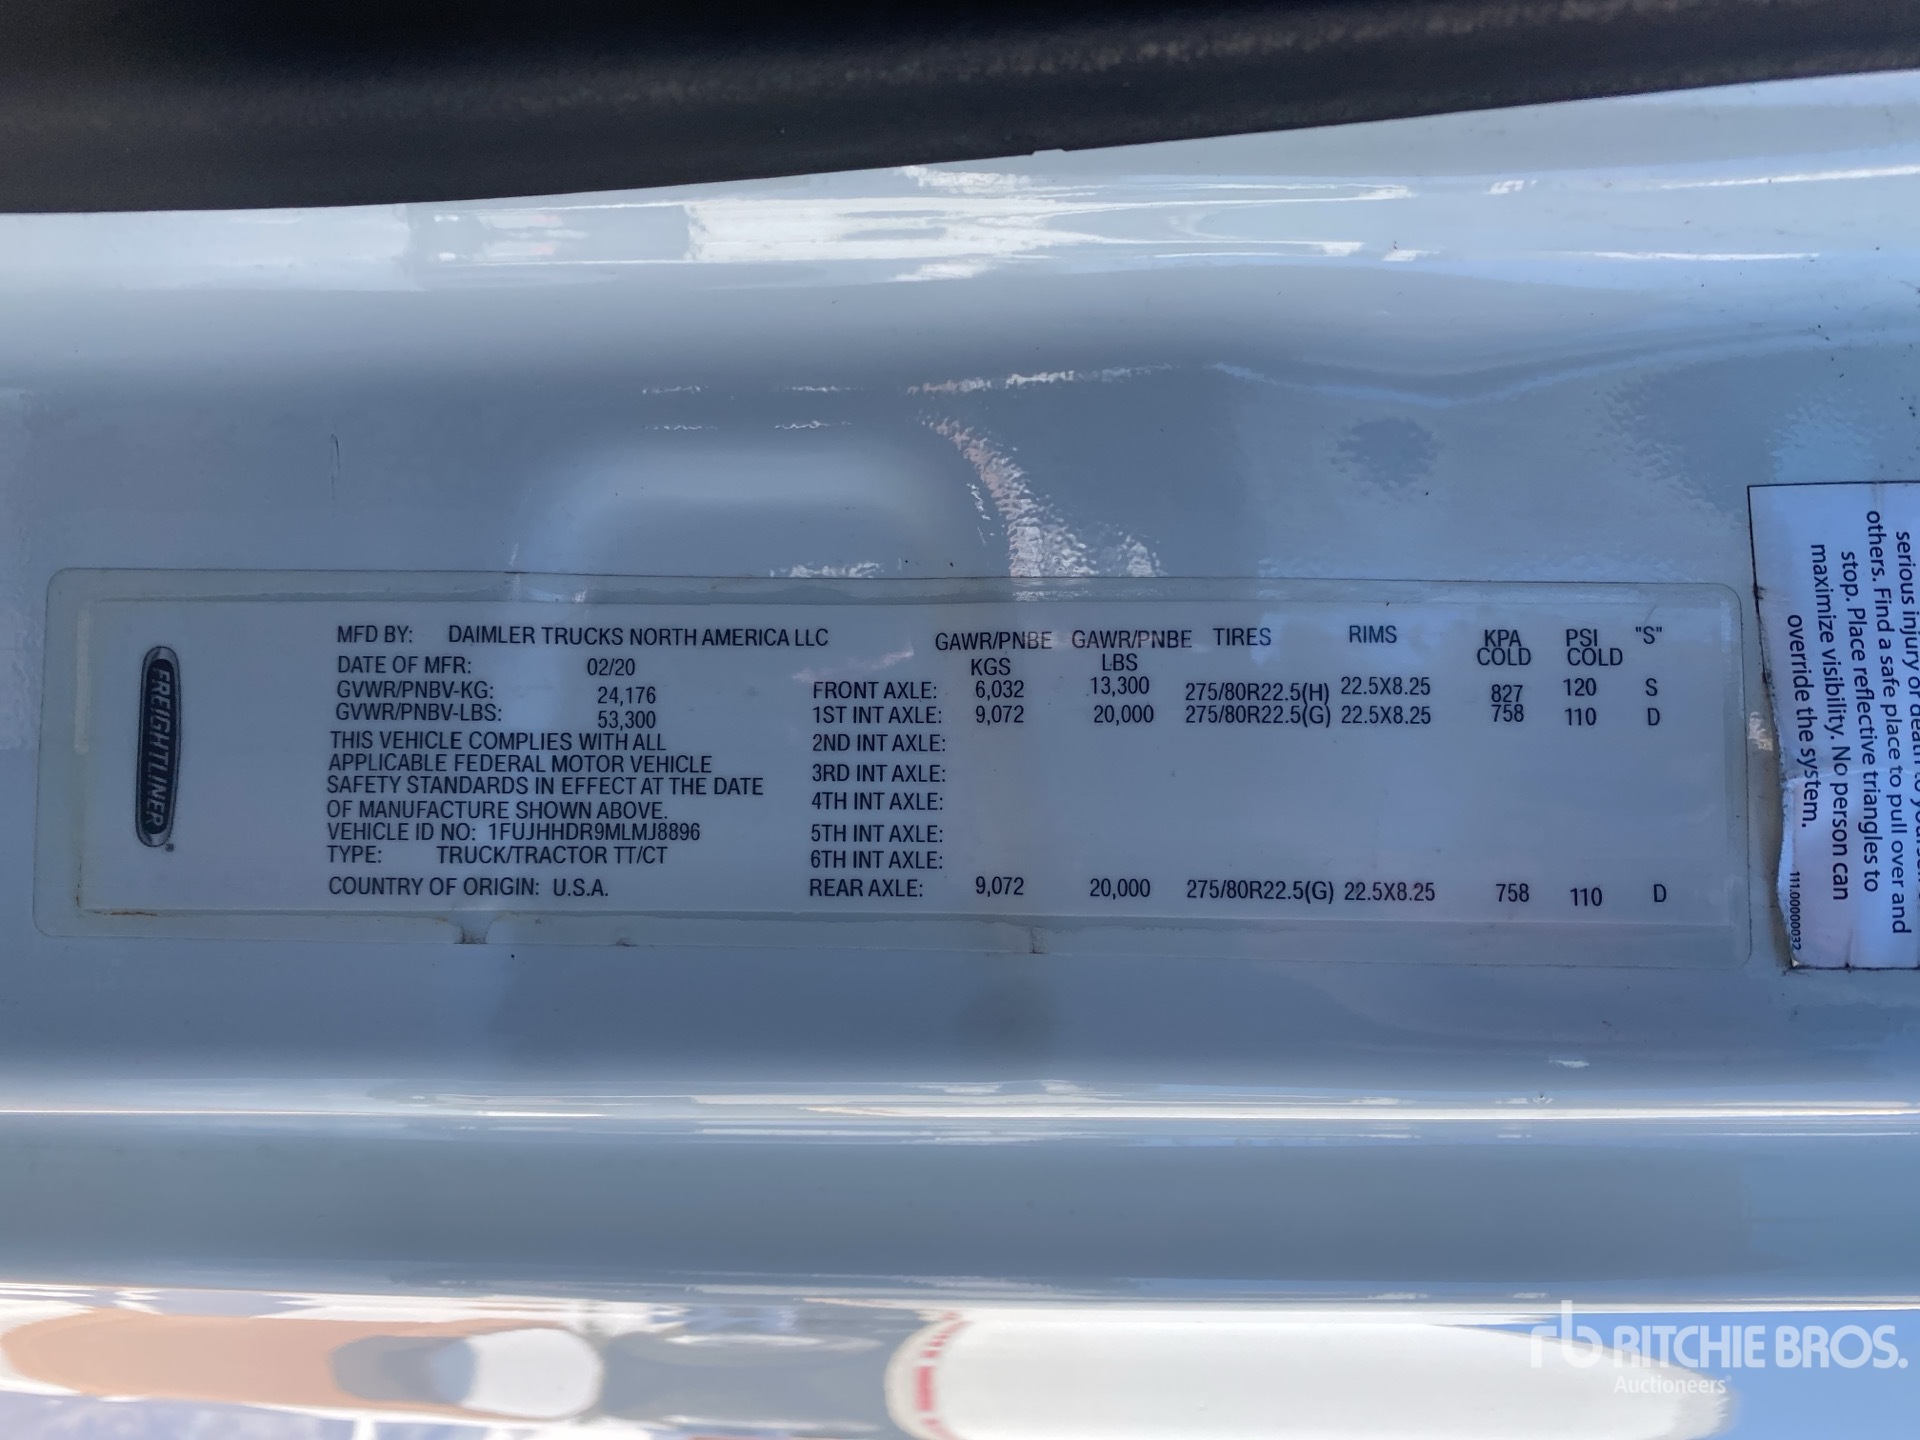 FREIGHTLINER®
MFD BY: DAIMLER TRUCKS NORTH AMERICA LLC
DATE OF MFR: 02/20
GVWR/PNBV-KG: 24,176
GVWR/PNBV-LBS: 53,300
THIS VEHICLE COMPLIES WITH ALL
APPLICABLE FEDERAL MOTOR VEHICLE
SAFETY STANDARDS IN EFFECT AT THE DATE
OF MANUFACTURE SHOWN ABOVE.
VEHICLE ID NO: 1FUJHHDR9MLMJ8896
TYPE: TRUCK/TRACTOR TT/CT
COUNTRY OF ORIGIN: U.S.A.
GAWR/PNBE GAWR/PNBE TIRES RIMS KPA PSI "S"
KGS LBS COLD COLD
FRONT AXLE: 6,032 13,300 275/80R22.5(H) 22.5X8.25 827 120 S
1ST INT AXLE: 9,072 20,000 275/80R22.5(G) 22.5X8.25 758 110 D
2ND INT AXLE:
3RD INT AXLE:
4TH INT AXLE:
5TH INT AXLE:
6TH INT AXLE:
REAR AXLE: 9,072 20,000 275/80R22.5(G) 22.5X8.25 758 110 D
serious injury or death to
others. Find a safe place to pull over and
stop. Place reflective triangles to
maximize visibility. No person can
override the system.
111.00000032
rb RITCHIE BROS.
Auctioneers